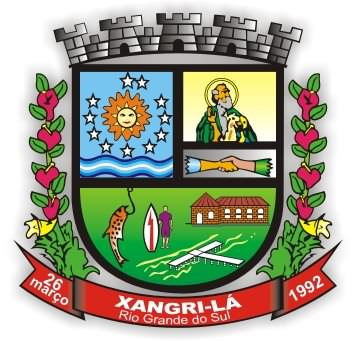 26
março
XANGRI-LÁ
Rio Grande do Sul
1992